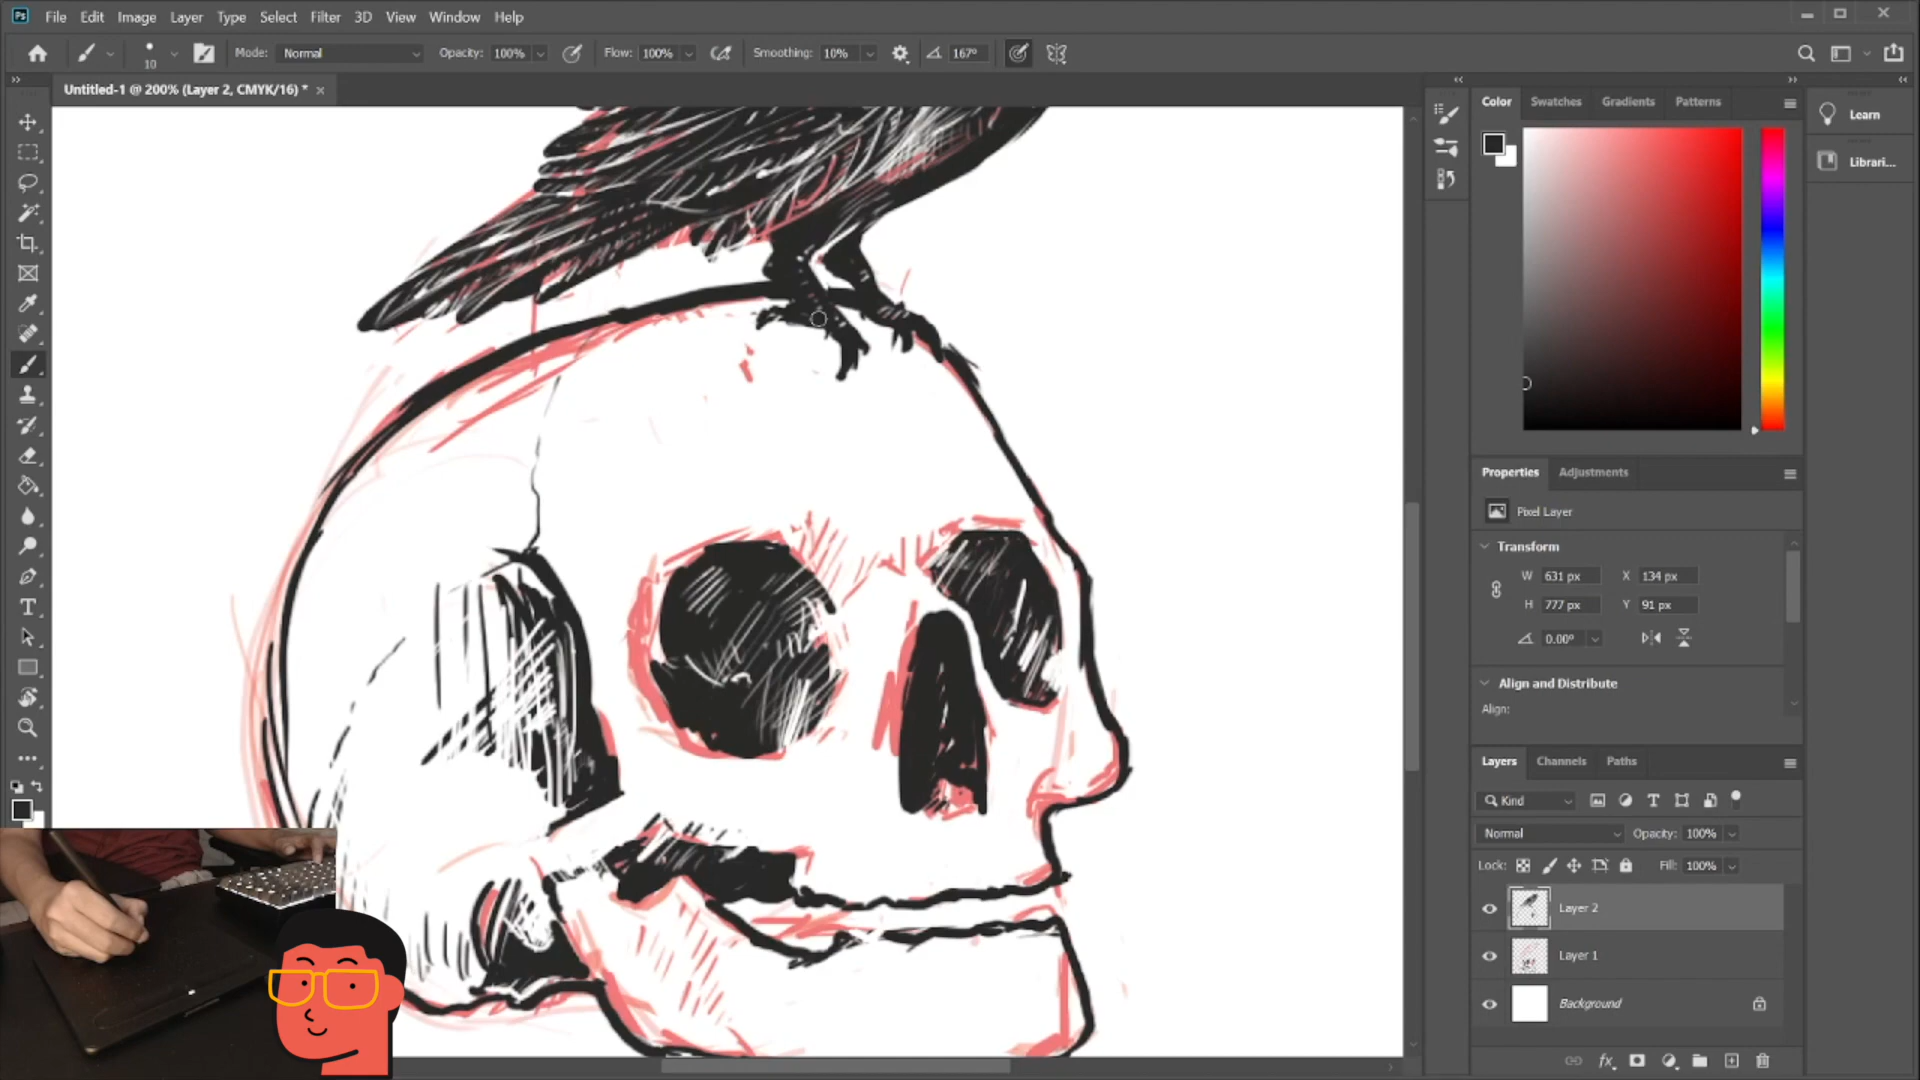 File Edit Image Layer Type Select Filter 3D View Window Help
10 Mode: Normal Opacity: 100% Flow: 100% Smoothing: 10% 167°
Untitled-1 @ 200% (Layer 2, CMYK/16) *
Color Swatches Gradients Patterns
Learn
Librari...
Properties Adjustments
Pixel Layer
Transform
W 631 px X 134 px
H 777 px Y 91 px
0.00°
Align and Distribute
Align:
Layers Channels Paths
Kind
Normal Opacity: 100%
Lock: Fill: 100%
Layer 2
Layer 1
Background